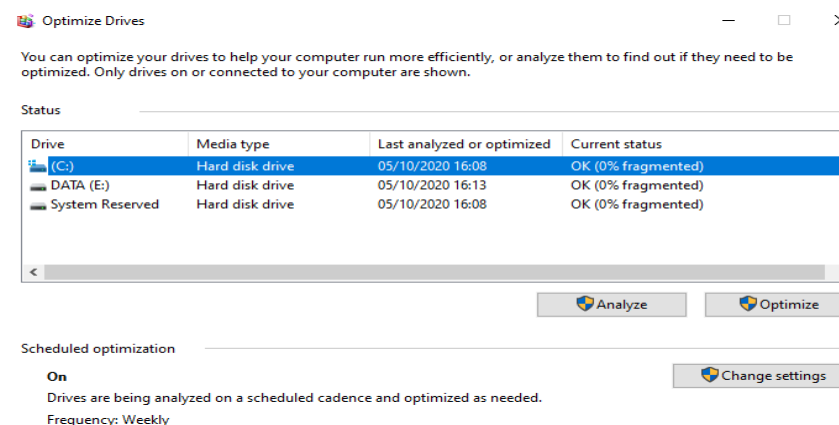 Optimize Drives
You can optimize your drives to help your computer run more efficiently, or analyze them to find out if they need to be
optimized. Only drives on or connected to your computer are shown.
Status
Drive Media type Last analyzed or optimized Current status
(C:) Hard disk drive 05/10/2020 16:08 OK (0% fragmented)
DATA (E:) Hard disk drive 05/10/2020 16:13 OK (0% fragmented)
System Reserved Hard disk drive 05/10/2020 16:08 OK (0% fragmented)
Analyze Optimize
Scheduled optimization
On Change settings
Drives are being analyzed on a scheduled cadence and optimized as needed.
Frequency: Weekly